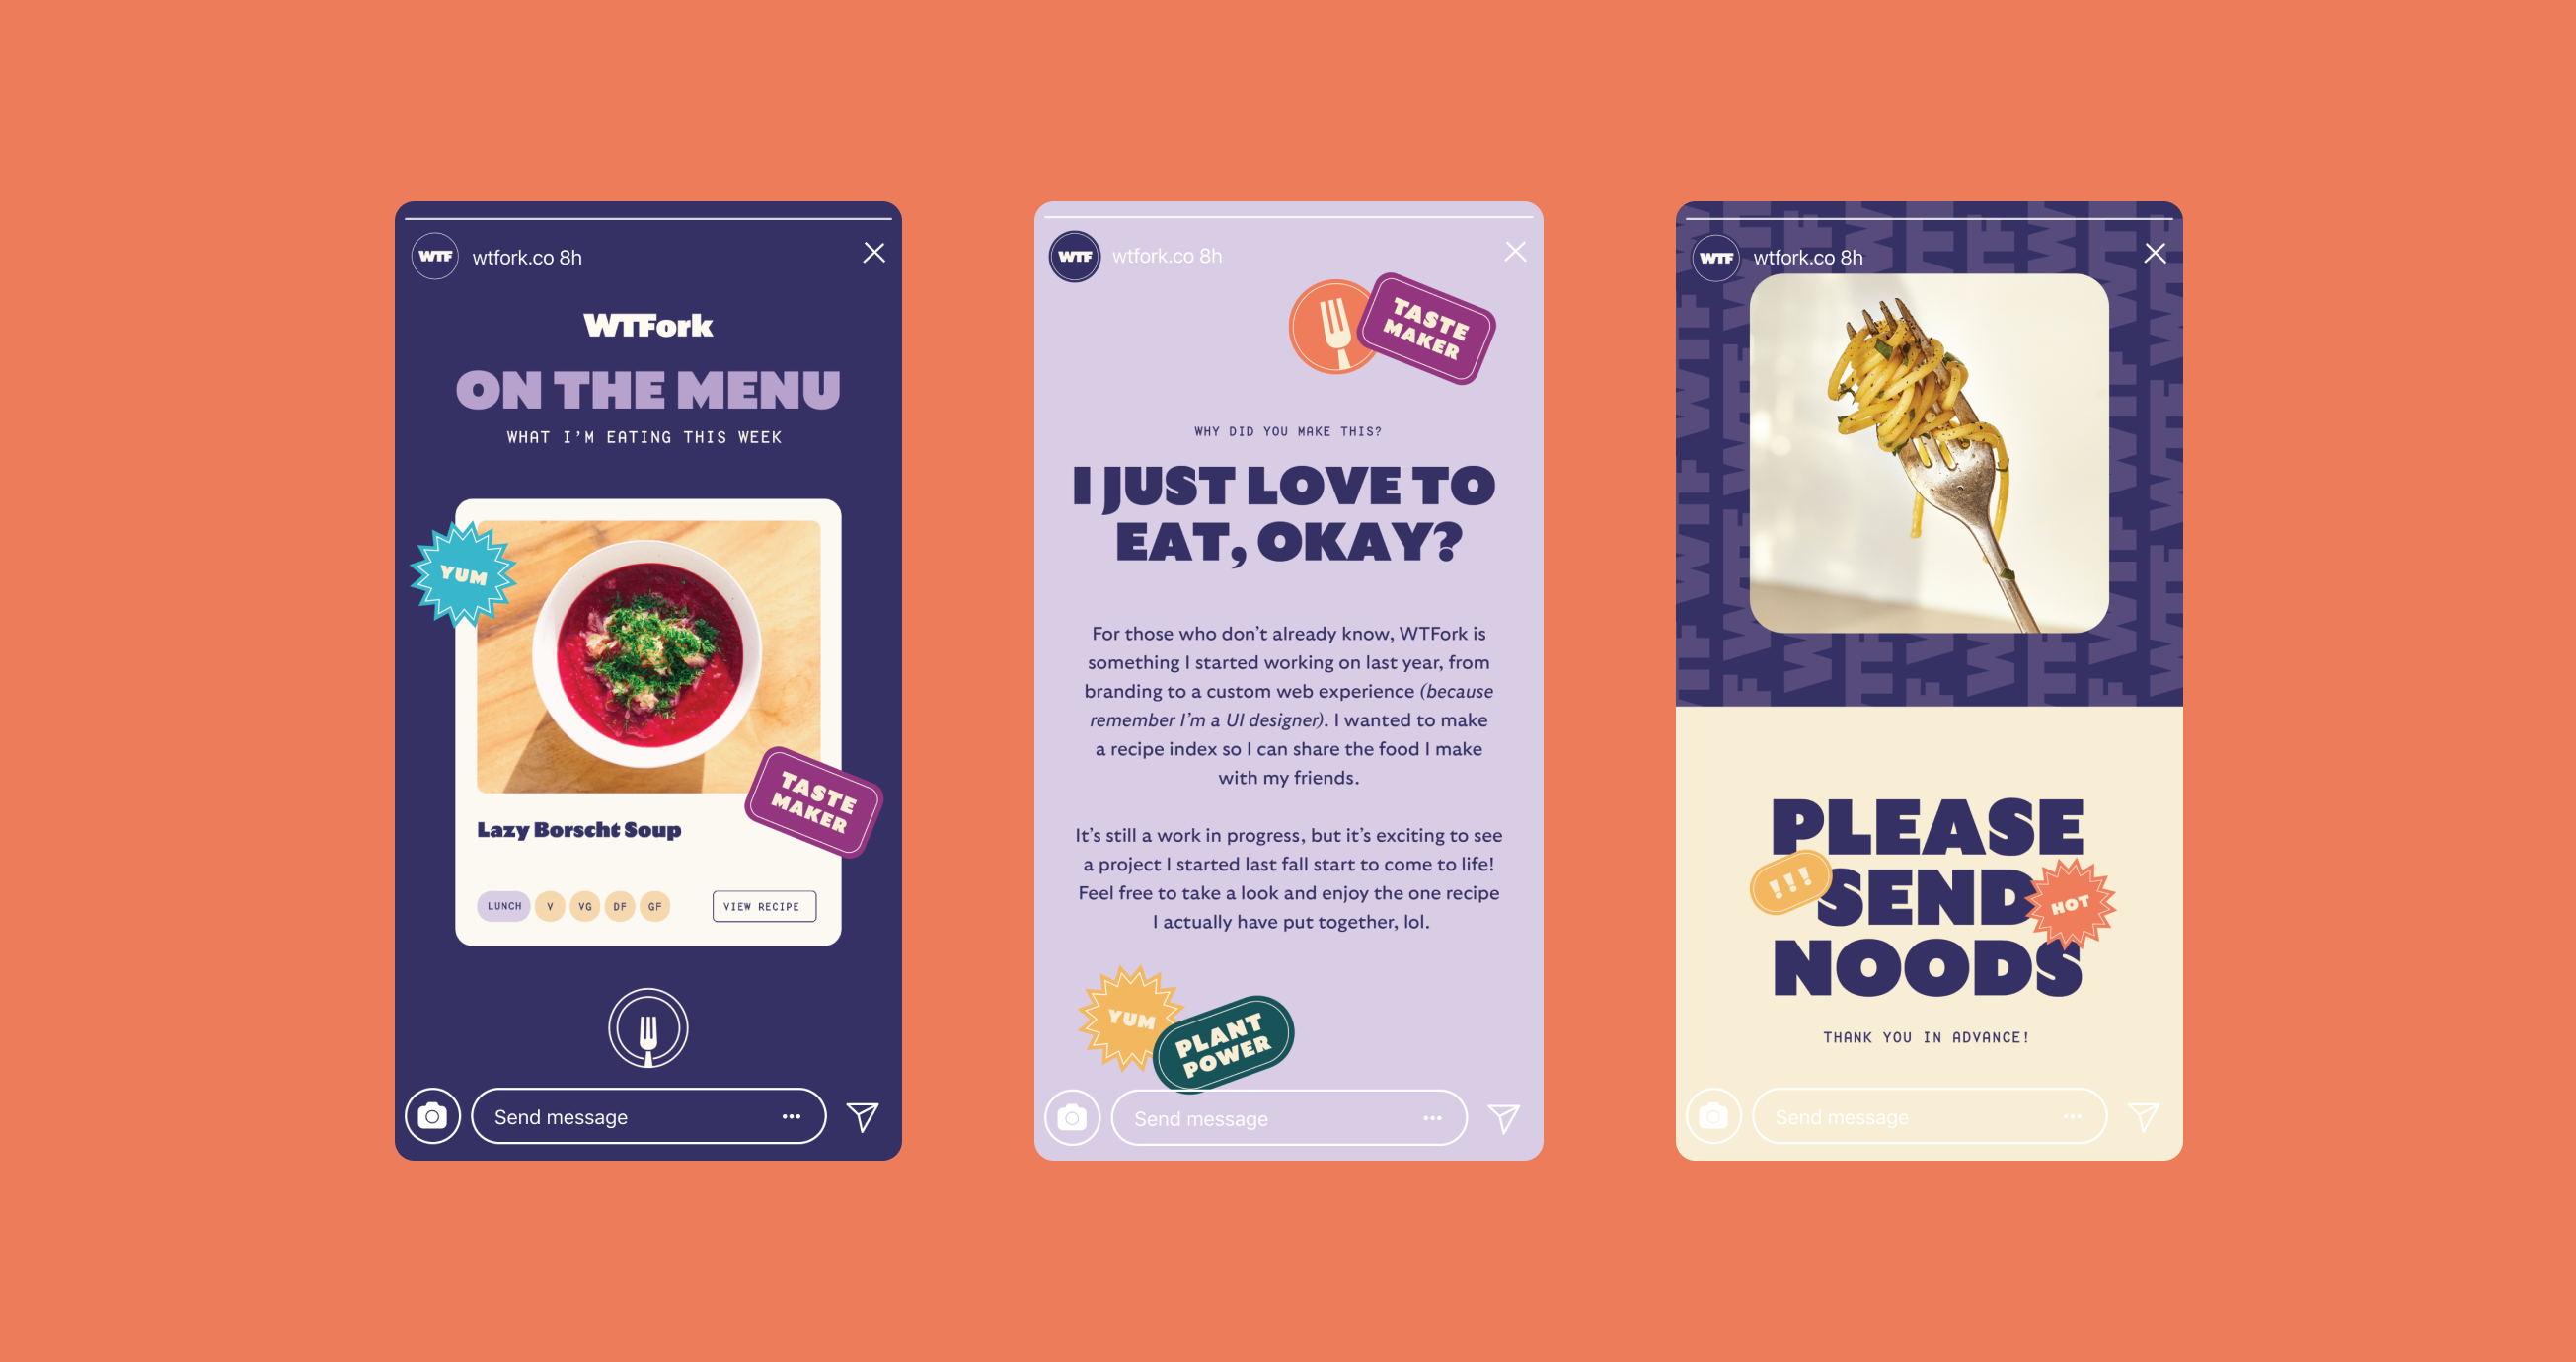 WTF
wtfork.co 8h
WTFork
ON THE MENU
WHAT I'M EATING THIS WEEK
YUM
TASTE
MAKER
Lazy Borscht Soup
LUNCH V VG DF GF VIEW RECIPE
Send message
WTF
wtfork.co 8h
TASTE
MAKER
WHY DID YOU MAKE THIS?
I JUST LOVE TO
EAT, OKAY?
For those who don't already know, WTFork is
something I started working on last year, from
branding to a custom web experience (because
remember I'm a UI designer). I wanted to make
a recipe index so I can share the food I make
with my friends.
It's still a work in progress, but it's exciting to see
a project I started last fall start to come to life!
Feel free to take a look and enjoy the one recipe
I actually have put together, lol.
YUM
PLANT
POWER
Send message
WTF
wtfork.co 8h
PLEASE
!!!
SEND
HOT
NOODS
THANK YOU IN ADVANCE!
Send message